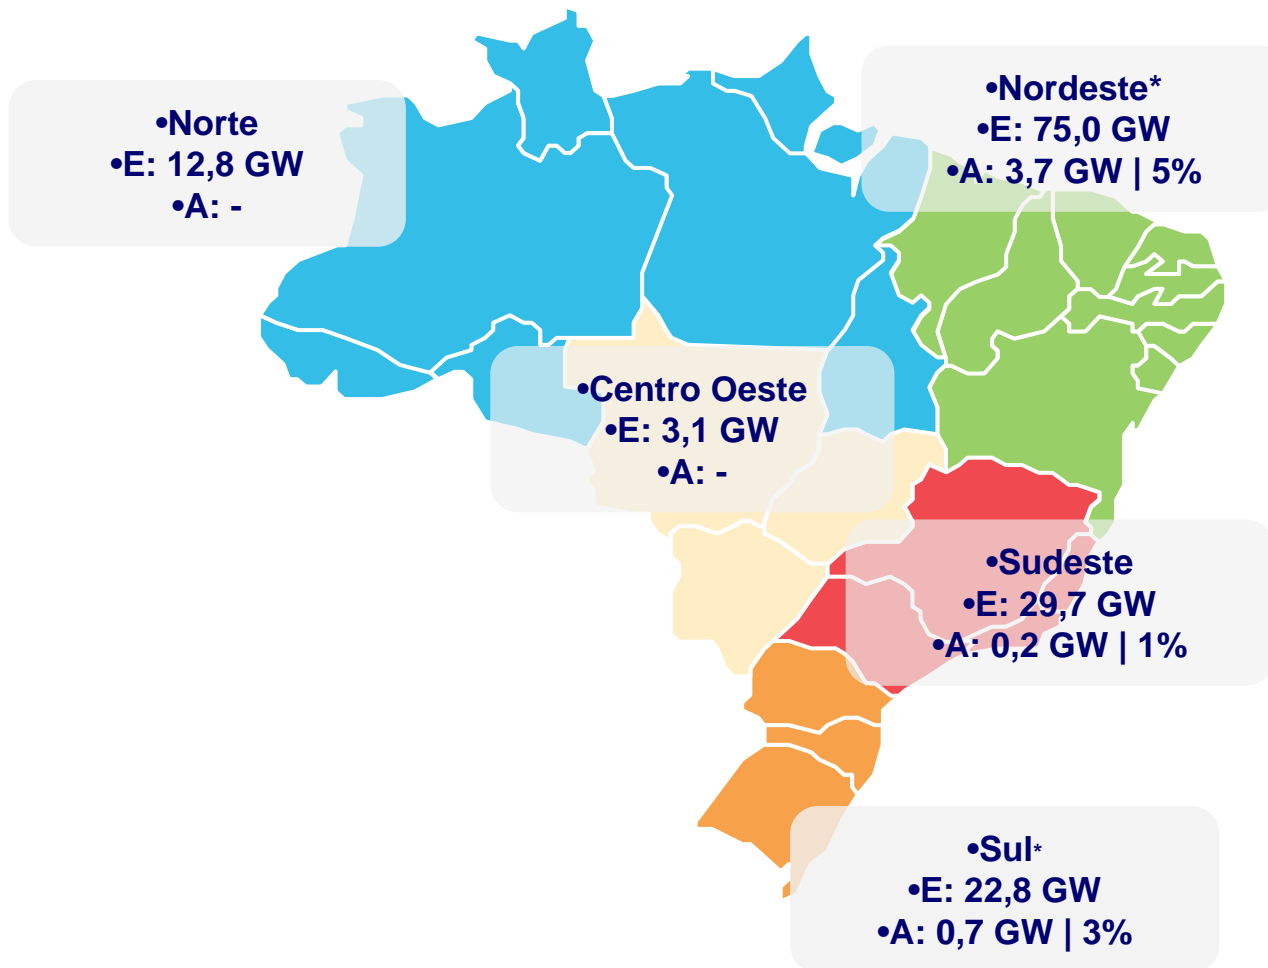 •Norte
•E: 12,8 GW
•A: -
•Nordeste*
•E: 75,0 GW
•A: 3,7 GW | 5%
•Centro Oeste
•E: 3,1 GW
•A: -
•Sudeste
•E: 29,7 GW
•A: 0,2 GW | 1%
•Sul*
•E: 22,8 GW
•A: 0,7 GW | 3%